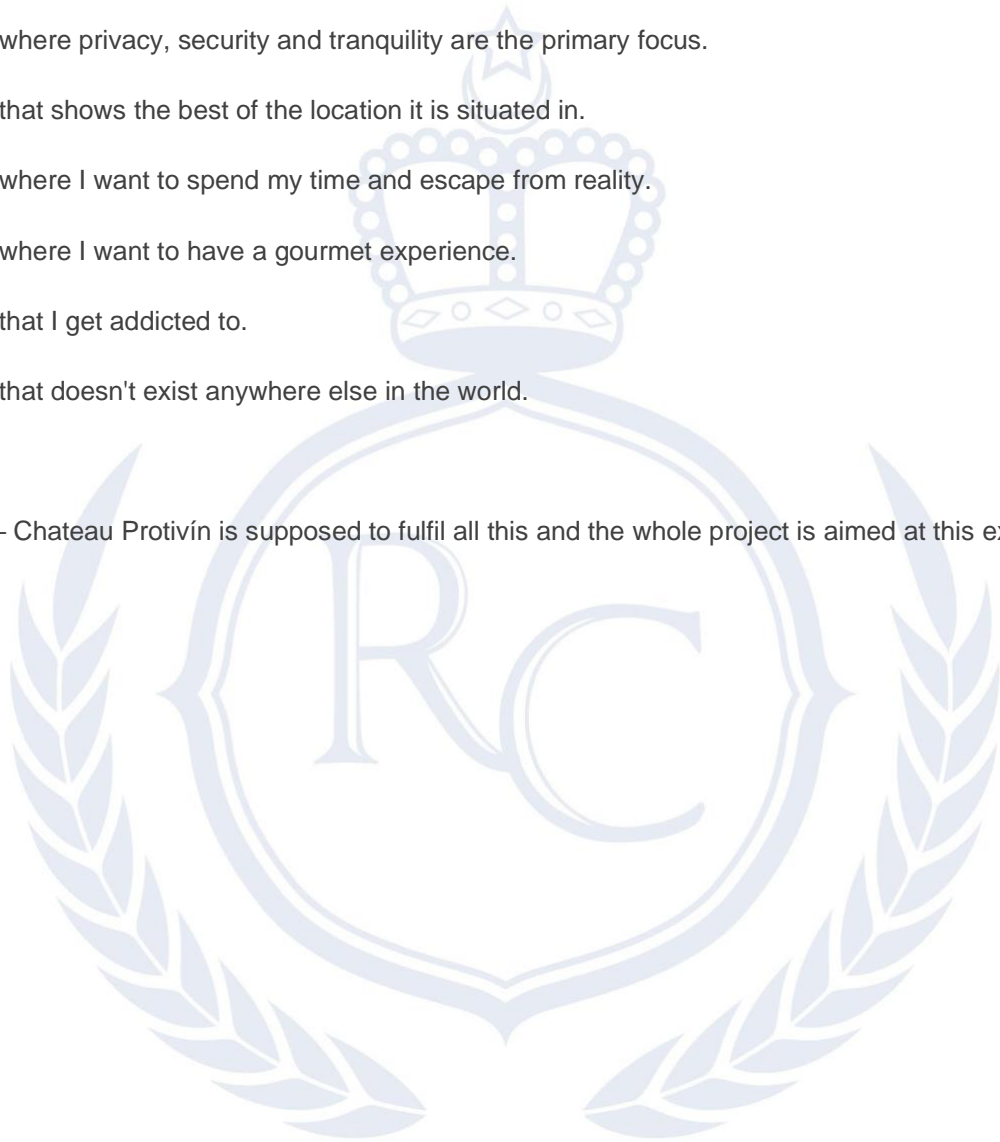 where privacy, security and tranquility are the primary focus.
that shows the best of the location it is situated in.
where I want to spend my time and escape from reality.
where I want to have a gourmet experience.
that I get addicted to.
that doesn't exist anywhere else in the world.
- Chateau Protivín is supposed to fulfil all this and the whole project is aimed at this
RC